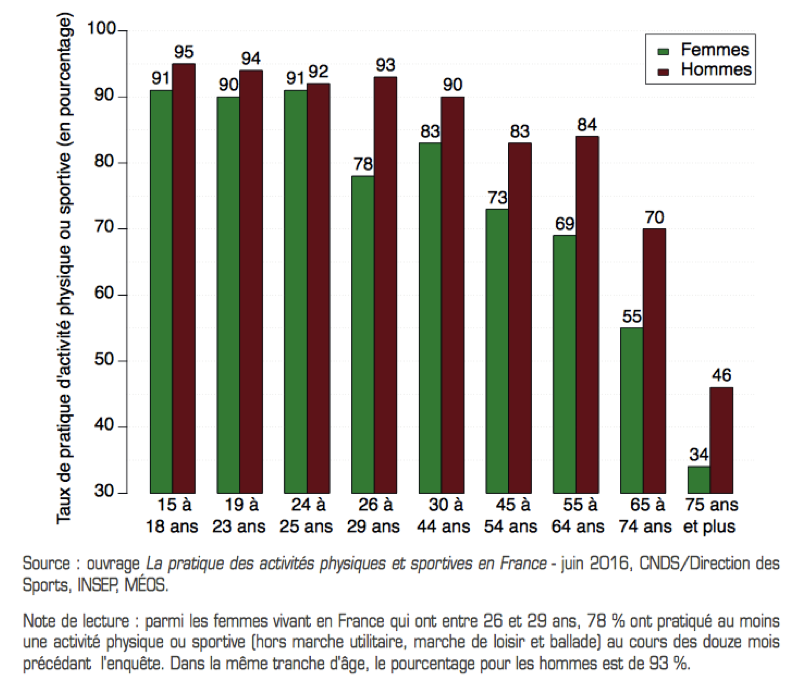 Taux de pratique d'activité physique ou sportive (en pourcentage)
100
90
80
70
60
50
40
30
Femmes
Hommes
91 95
90 94
91 92
78 93
83 90
73 83
69 84
55 70
34 46
15 à
18 ans
19 à
23 ans
24 à
25 ans
26 à
29 ans
30 à
44 ans
45 à
54 ans
55 à
64 ans
65 à
74 ans
75 ans
et plus
Source : ouvrage La pratique des activités physiques et sportives en France - juin 2016, CNDS/Direction des
Sports, INSEP, MÉOS.
Note de lecture : parmi les femmes vivant en France qui ont entre 26 et 29 ans, 78 % ont pratiqué au moins
une activité physique ou sportive (hors marche utilitaire, marche de loisir et ballade) au cours des douze mois
précédant l'enquête. Dans la même tranche d'âge, le pourcentage pour les hommes est de 93 %.